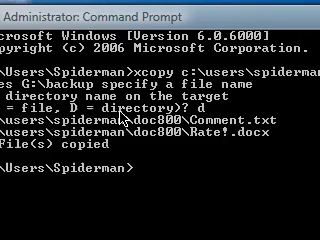 Administrator: Command Prompt
crosoft Windows [Version 6.0.6000]
opyright (c) 2006 Microsoft Corporation.
\Users\Spiderman>xcopy c:\users\spiderman
es G:\backup specify a file name
directory name on the target
= file, D = directory)? d
\users\spiderman\doc800\Comment.txt
\users\spiderman\doc800\Rate!.docx
File(s) copied
\Users\Spiderman>